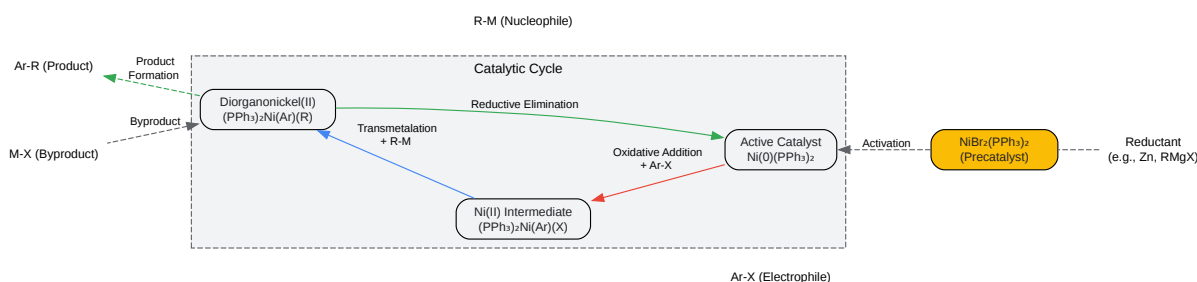 R-M (Nucleophile)
Ar-R (Product)
Product
Formation
Catalytic Cycle
Diorganonickel(II)
(PPh₃)₂Ni(Ar)(R)
Reductive Elimination
Byproduct
M-X (Byproduct)
Transmetalation
+ R-M
Oxidative Addition
+ Ar-X
Active Catalyst
Ni(0)(PPh₃)₂
Activation
NiBr₂(PPh₃)₂
(Precatalyst)
Reductant
(e.g., Zn, RMgX)
Ni(II) Intermediate
(PPh₃)₂Ni(Ar)(X)
Ar-X (Electrophile)